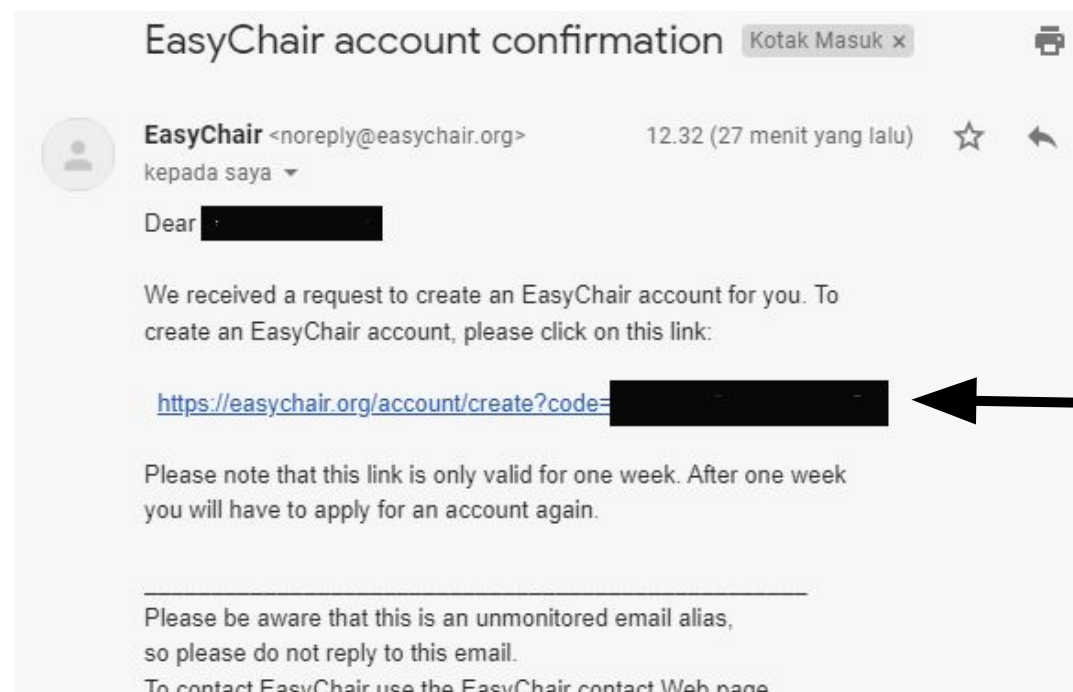 EasyChair account confirmation Kotak Masuk x
EasyChair <noreply@easychair.org> 12.32 (27 menit yang lalu)
kepada saya
Dear
We received a request to create an EasyChair account for you. To
create an EasyChair account, please click on this link:
https://easychair.org/account/create?code=
Please note that this link is only valid for one week. After one week
you will have to apply for an account again.
Please be aware that this is an unmonitored email alias,
so please do not reply to this email.
To contact EasyChair use the EasyChair contact Web page